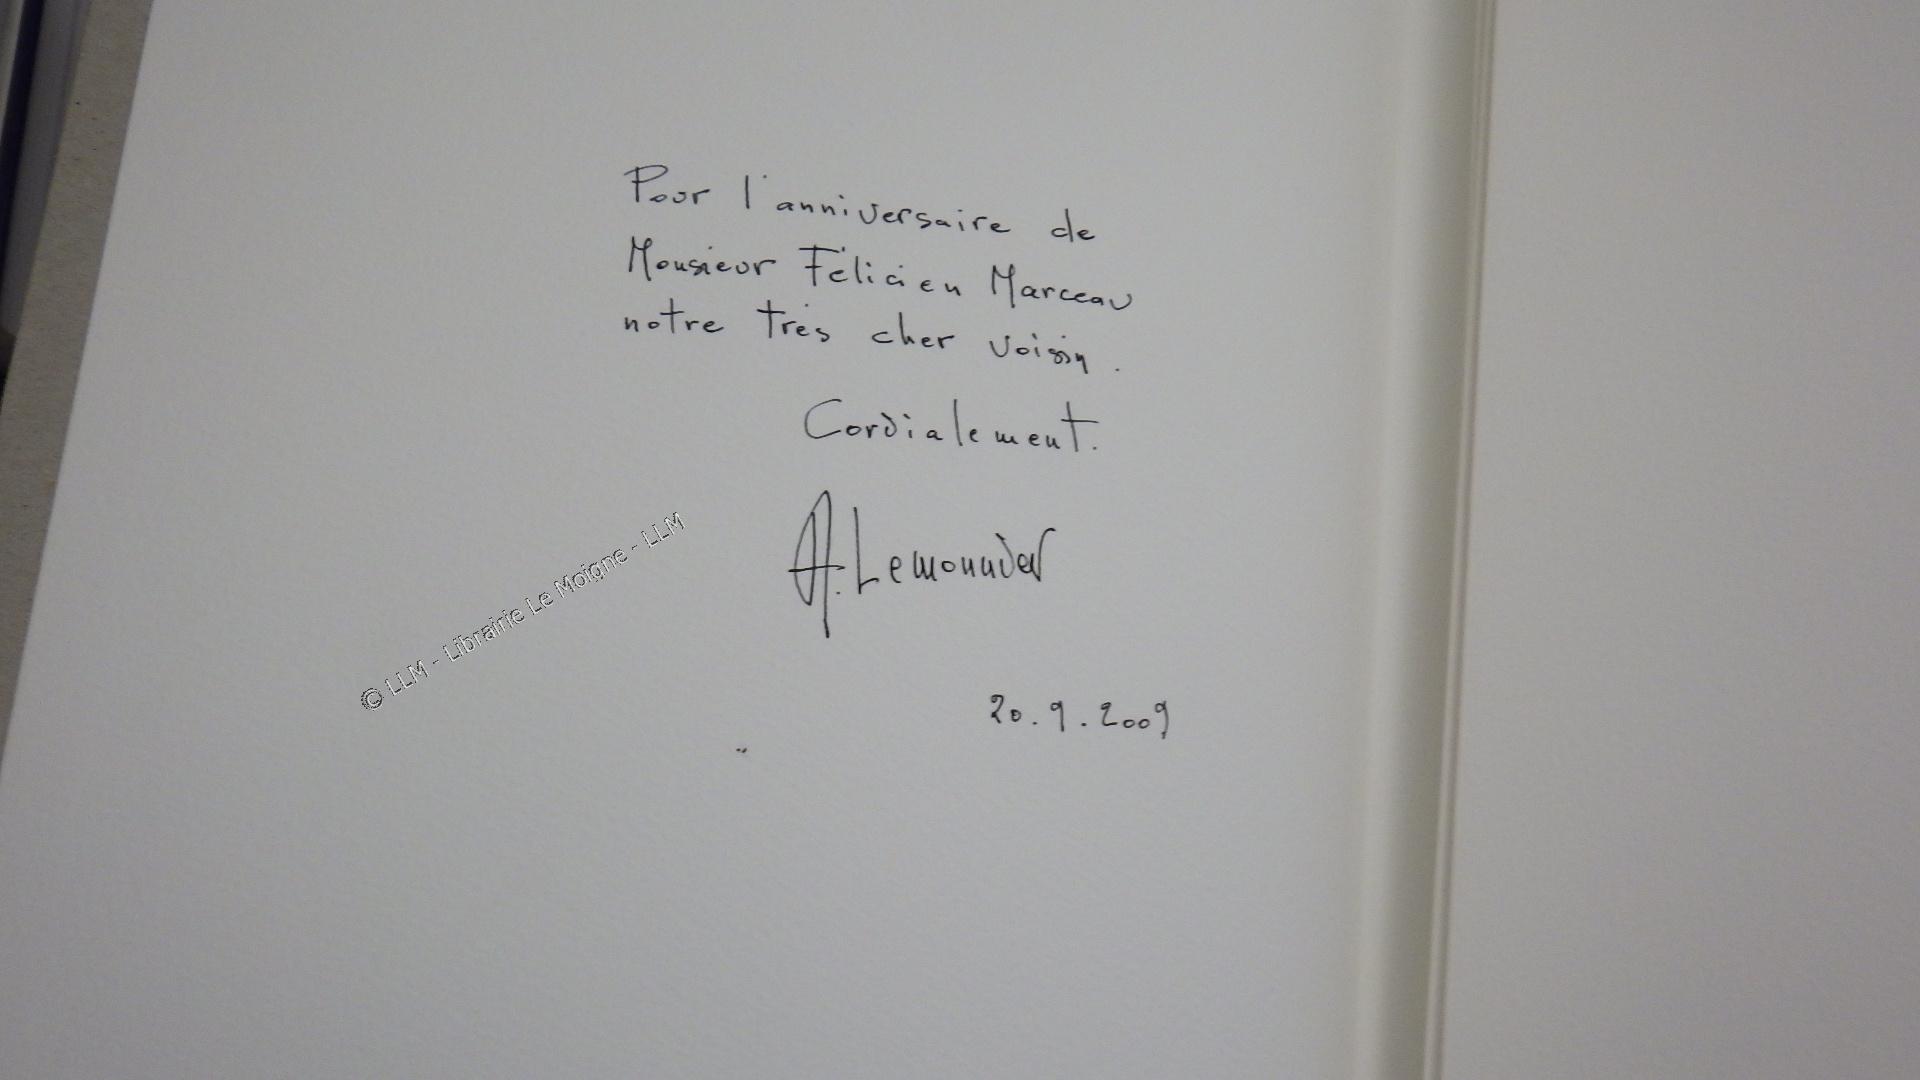 Pour l'anniversaire de
Monsieur Félicien Marceau
notre très cher voisin.
Cordialement.
A. Lemonnier
© LLM - Librairie Le Moigne - LLM
20.9.2009